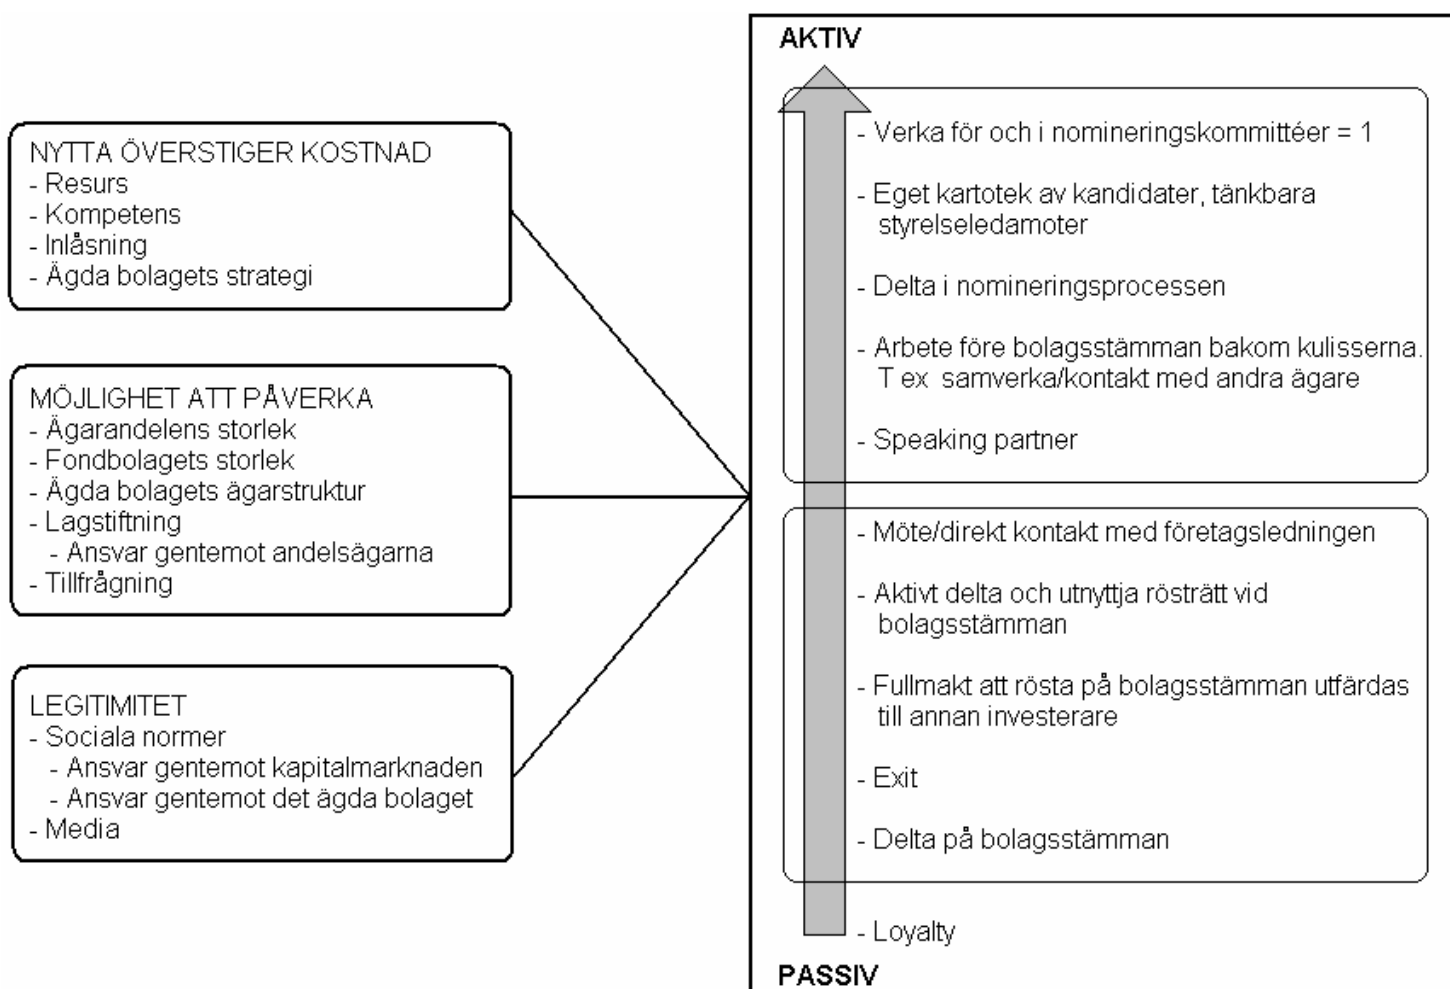 NYTTA ÖVERSTIGER KOSTNAD
- Resurs
- Kompetens
- Inlåsning
- Ägda bolagets strategi
MÖJLIGHET ATT PÅVERKA
- Ägarandelens storlek
- Fondbolagets storlek
- Ägda bolagets ägarstruktur
- Lagstiftning
- Ansvar gentemot andelsägarna
- Tillfrågning
LEGITIMITET
- Sociala normer
- Ansvar gentemot kapitalmarknaden
- Ansvar gentemot det ägda bolaget
- Media
AKTIV
- Verka för och i nomineringskommittéer = 1
- Eget kartotek av kandidater, tänkbara
styrelseledamoter
- Delta i nomineringsprocessen
- Arbete före bolagsstämman bakom kulisserna.
T ex samverka/kontakt med andra ägare
- Speaking partner
- Möte/direkt kontakt med företagsledningen
- Aktivt delta och utnyttja rösträtt vid
bolagsstämman
- Fullmakt att rösta på bolagsstämman utfärdas
till annan investerare
- Exit
- Delta på bolagsstämman
- Loyalty
PASSIV